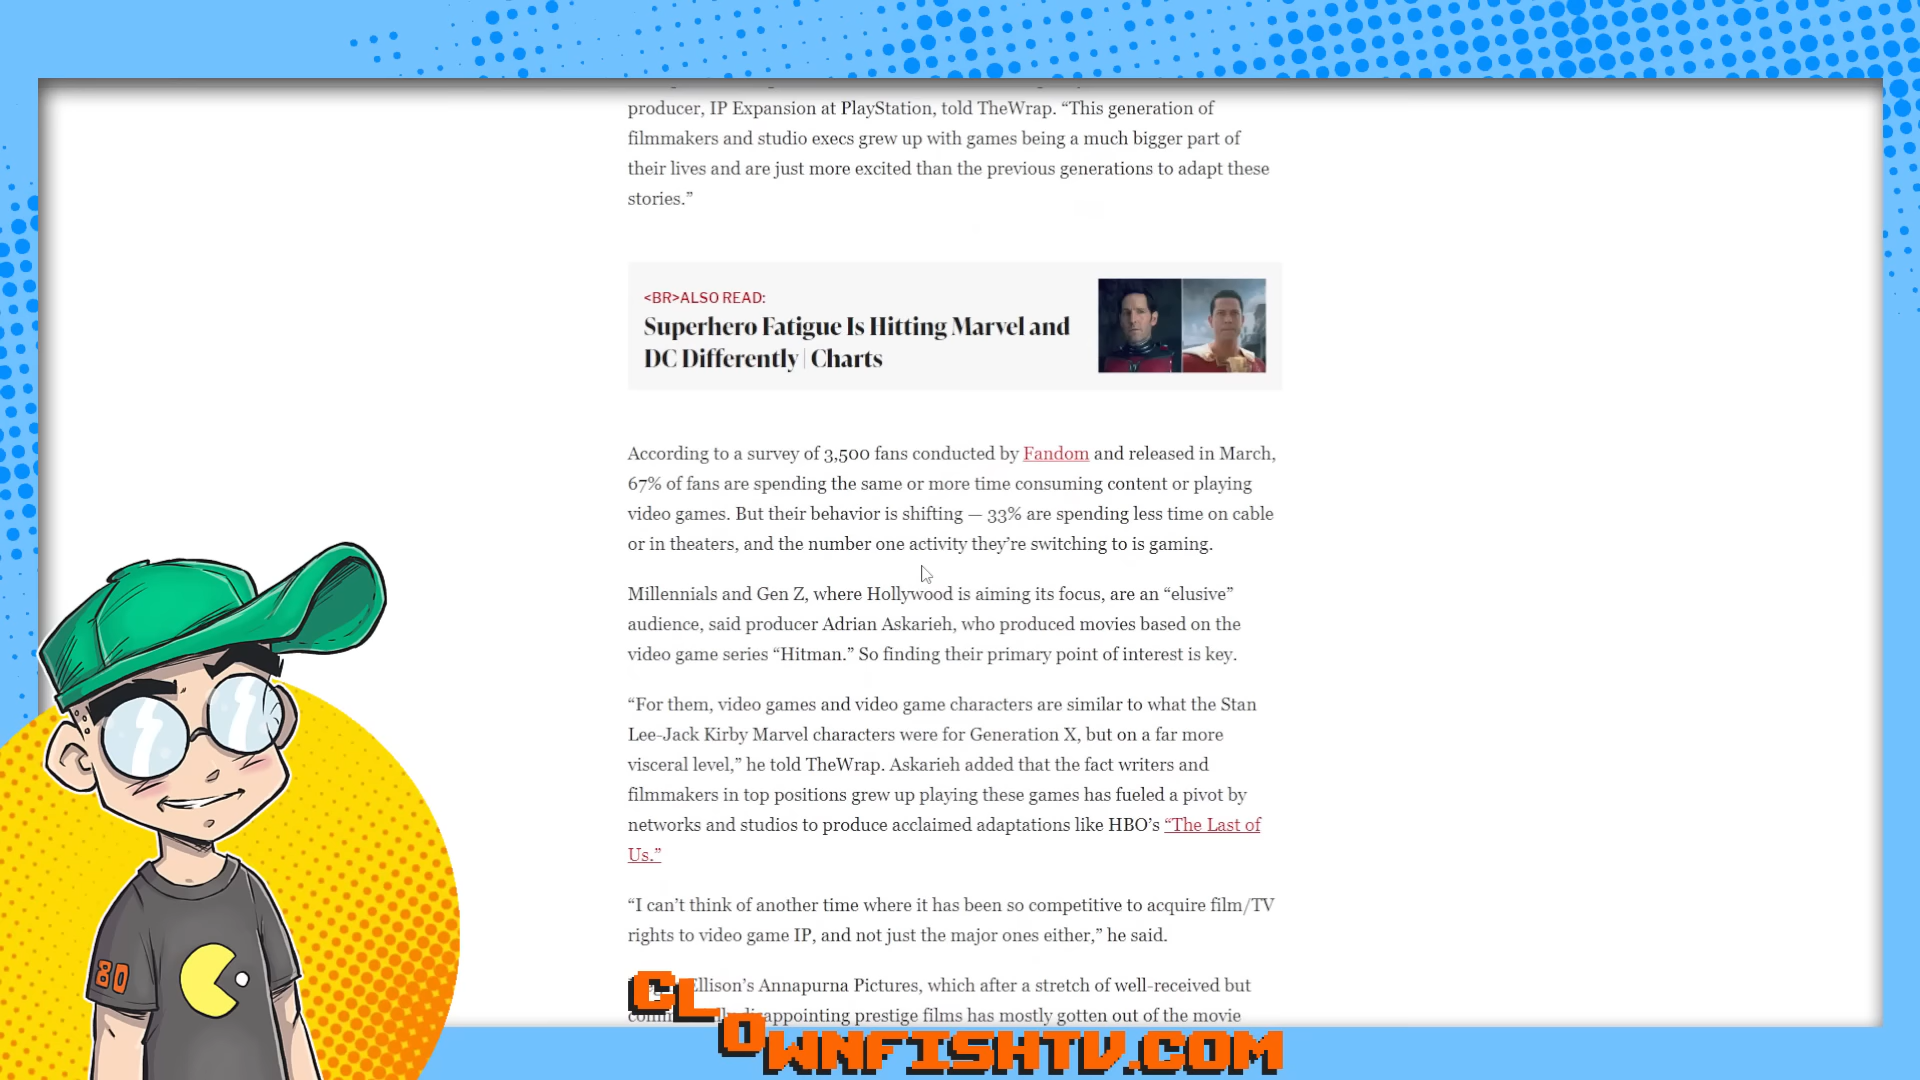 producer, IP Expansion at PlayStation, told TheWrap. “This generation of
filmmakers and studio execs grew up with games being a much bigger part of
their lives and are just more excited than the previous generations to adapt these
stories.”
<BR>ALSO READ:
Superhero Fatigue Is Hitting Marvel and
DC Differently | Charts
According to a survey of 3,500 fans conducted by Fandom and released in March,
67% of fans are spending the same or more time consuming content or playing
video games. But their behavior is shifting — 33% are spending less time on cable
or in theaters, and the number one activity they’re switching to is gaming.
Millennials and Gen Z, where Hollywood is aiming its focus, are an “elusive”
audience, said producer Adrian Askarieh, who produced movies based on the
video game series “Hitman.” So finding their primary point of interest is key.
“For them, video games and video game characters are similar to what the Stan
Lee-Jack Kirby Marvel characters were for Generation X, but on a far more
visceral level,” he told TheWrap. Askarieh added that the fact writers and
filmmakers in top positions grew up playing these games has fueled a pivot by
networks and studios to produce acclaimed adaptations like HBO’s “The Last of
Us.”
“I can’t think of another time where it has been so competitive to acquire film/TV
rights to video game IP, and not just the major ones either,” he said.
Ellison’s Annapurna Pictures, which after a stretch of well-received but
disappointing prestige films has mostly gotten out of the movie
80
CLOWNFISHTV.COM